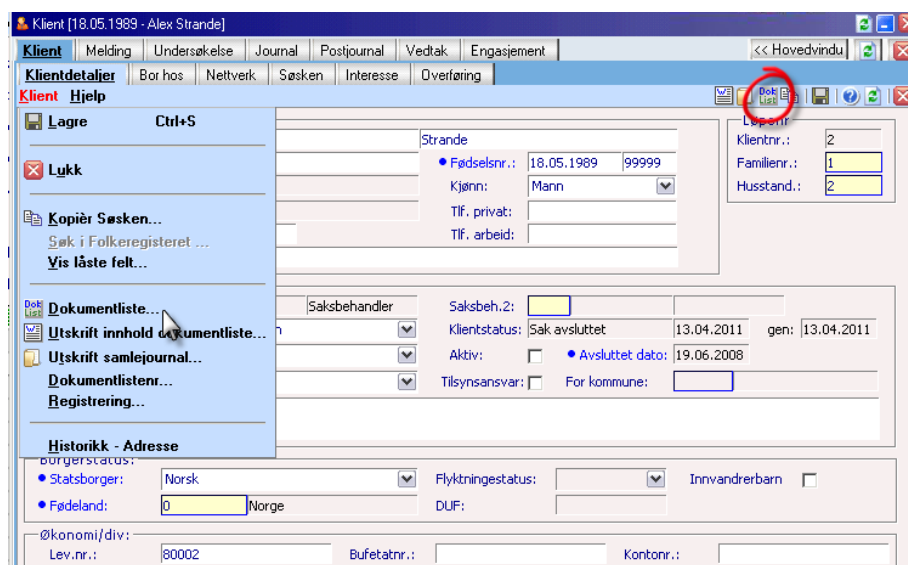 Klient [18.05.1989 - Alex Strande]
Klient Melding Undersøkelse Journal Postjournal Vedtak Engasjement << Hovedvindu
Klientdetaljer Bor hos Nettverk Søsken Interesse Overføring
Klient Hjelp
Dok List
Lagre Ctrl+S
Lukk
Kopièr Søsken...
Søk i Folkeregisteret ...
Vis låste felt...
Dok List Dokumentliste...
Utskrift innhold dokumentliste...
Utskrift samlejournal...
Dokumentlistenr...
Registrering...
Historikk - Adresse
Strande
Fødselsnr.: 18.05.1989 99999
Kjønn: Mann
Tlf. privat:
Tlf. arbeid:
Løpenr
Klientnr.: 2
Familienr.: 1
Husstand.: 2
Saksbehandler Saksbeh.2:
Klientstatus: Sak avsluttet 13.04.2011 gen: 13.04.2011
Aktiv: Avsluttet dato: 19.06.2008
Tilsynsansvar: For kommune:
Borgerstatus:
Statsborger: Norsk Flyktningestatus: Innvandrerbarn
Fødeland: 0 Norge DUF:
Økonomi/div:
Lev.nr.: 80002 Bufetatnr.: Kontonr.: